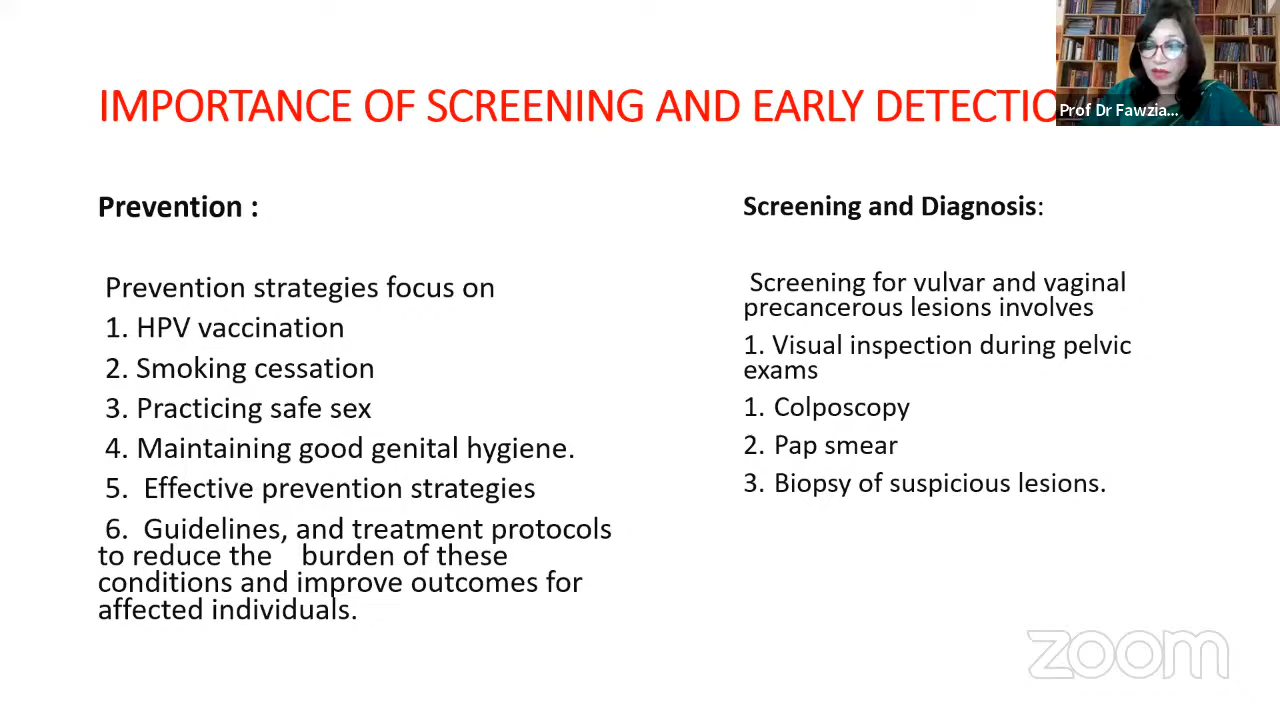 IMPORTANCE OF SCREENING AND EARLY DETECTIO
Prof Dr Fawzia...
Prevention :
Prevention strategies focus on
1. HPV vaccination
2. Smoking cessation
3. Practicing safe sex
4. Maintaining good genital hygiene.
5. Effective prevention strategies
6. Guidelines, and treatment protocols
to reduce the burden of these
conditions and improve outcomes for
affected individuals.
Screening and Diagnosis:
Screening for vulvar and vaginal
precancerous lesions involves
1. Visual inspection during pelvic
exams
1. Colposcopy
2. Pap smear
3. Biopsy of suspicious lesions.
zoom